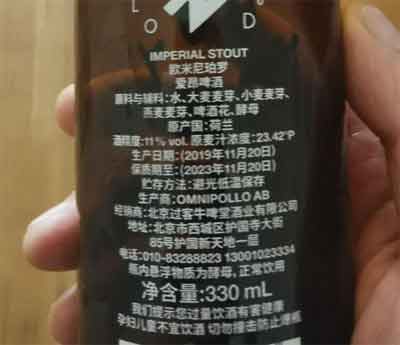 L O D
IMPERIAL STOUT
欧米尼珀罗
爱昂啤酒
原料与辅料:水、大麦麦芽、小麦麦芽、
燕麦麦芽、啤酒花、酵母
原产国:荷兰
酒精度:11% vol. 原麦汁浓度:23.42°P
生产日期:(2019年11月20日)
保质期至:(2023年11月20日)
贮存方法:避光低温保存
生产商:OMNIPOLLO AB
经销商:北京过客牛啤堂酒业有限公司
地址:北京市西城区护国寺大街
85号护国新天地一层
电话:010-83288823 13001023334
瓶内悬浮物质为酵母,正常饮用
净含量:330 mL
我们提示您过量饮酒有害健康
孕妇儿童不宜饮酒 切勿撞击防止爆瓶